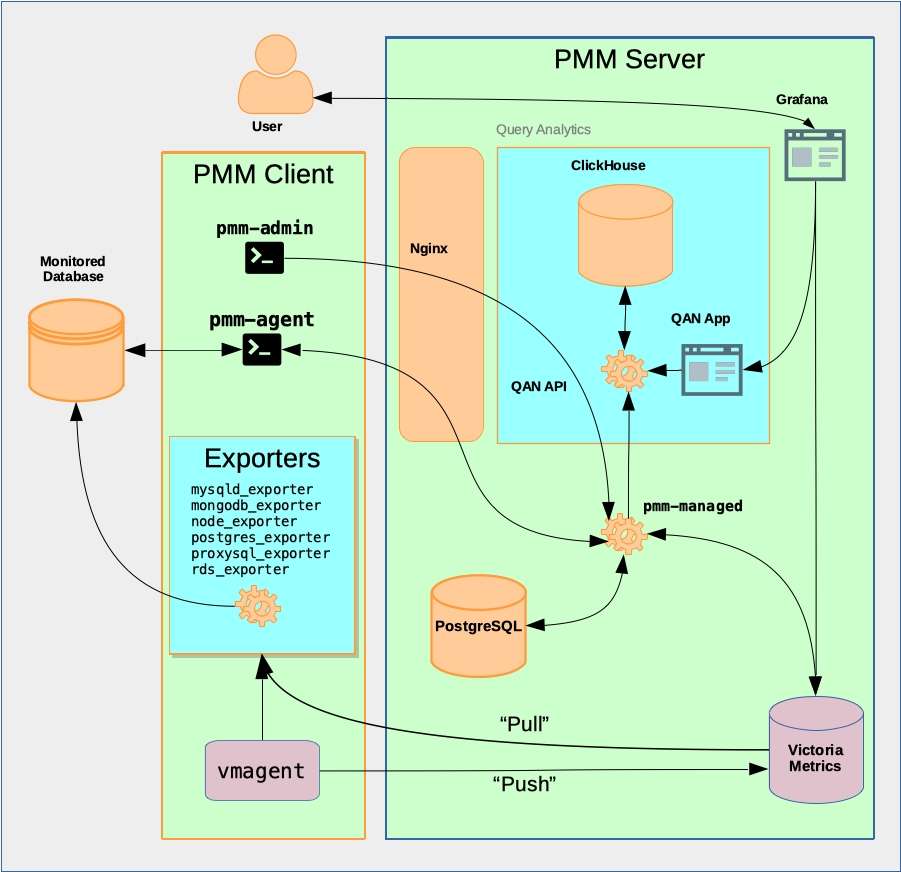 PMM Server
Grafana
User
Query Analytics
PMM Client
ClickHouse
pmm-admin
Nginx
Monitored
Database
pmm-agent
QAN App
QAN API
Exporters
mysqld_exporter
mongodb_exporter
node_exporter
postgres_exporter
proxysql_exporter
rds_exporter
pmm-managed
PostgreSQL
“Pull”
Victoria
Metrics
vmagent
“Push”